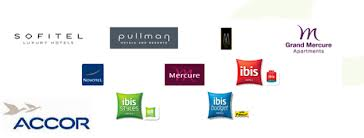 SOFITEL
LUXURY HOTELS
pullman
HOTELS AND RESORTS
Grand Mercure
Apartments
NOVOTEL
Mercure
ibis
ibis
styles
ibis
budget
ACCOR